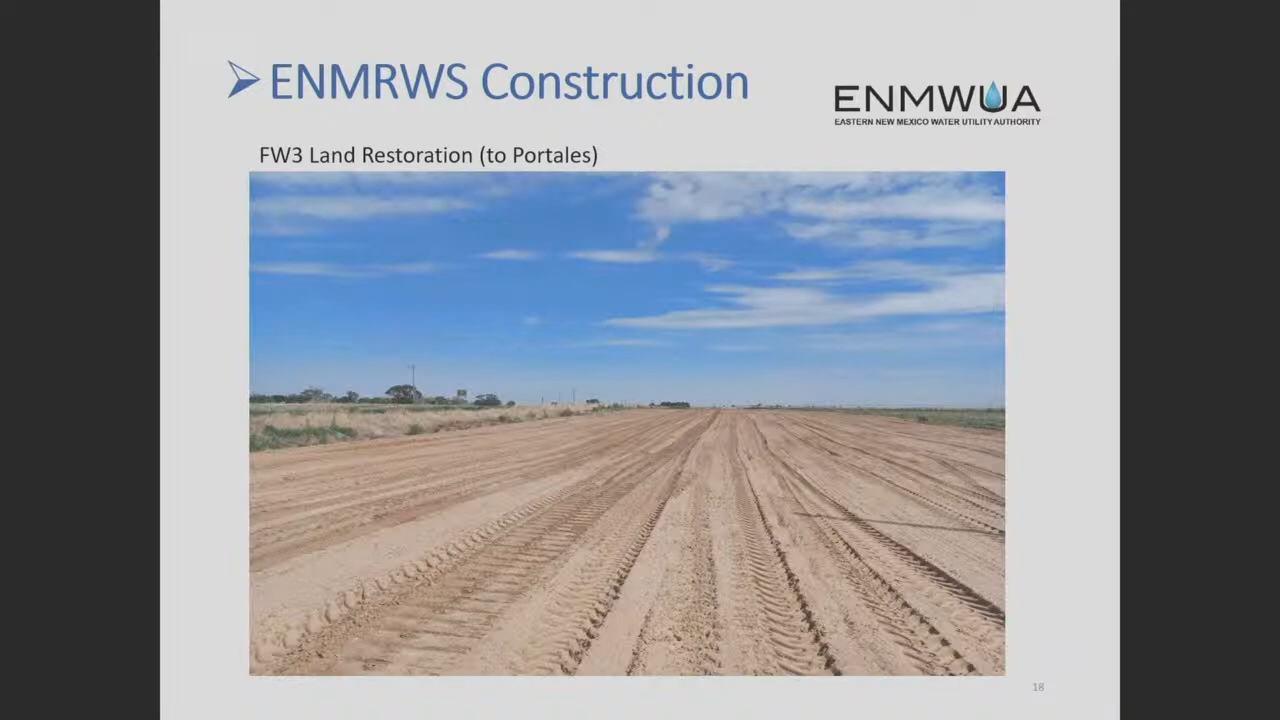 ENMRWS Construction
ENMWUA
EASTERN NEW MEXICO WATER UTILITY AUTHORITY
FW3 Land Restoration (to Portales)
18